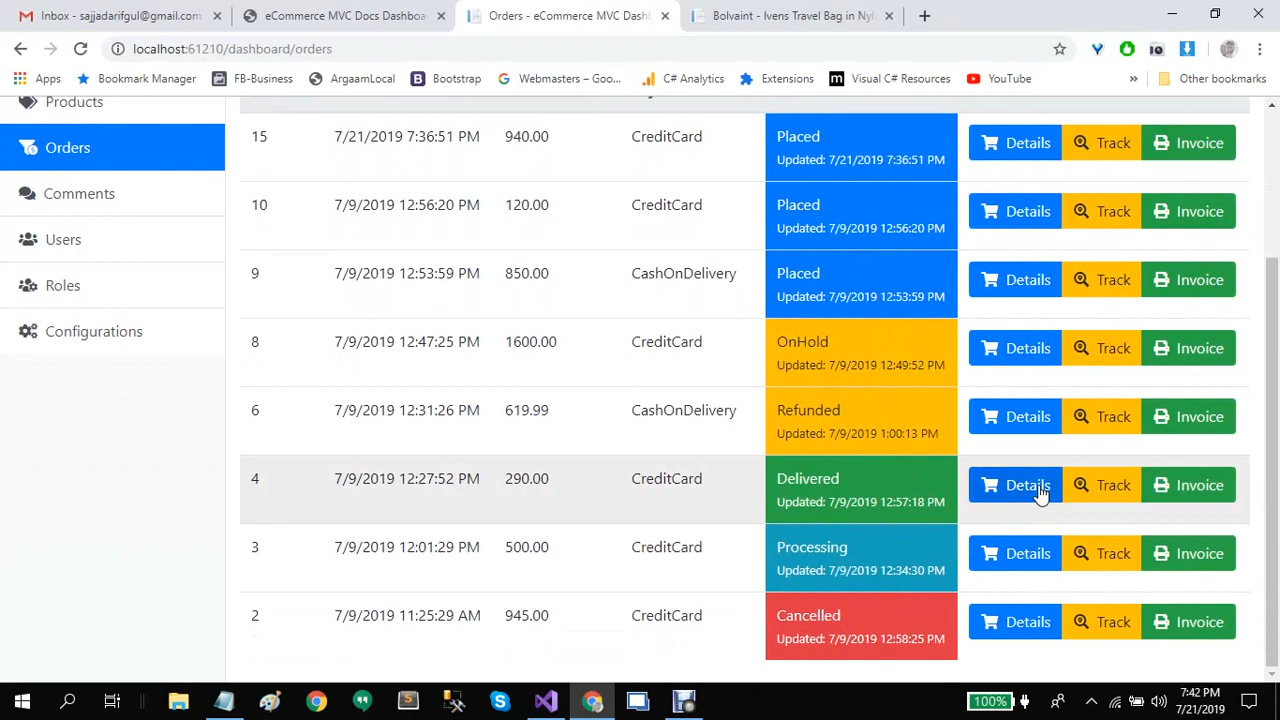 Inbox - sajjadarifgul@gmail.com
eCommerce MVC Docs Dashboa
Orders - eCommerce MVC Dashb
Bolvaint - Ivens Travel Bag in Nyl
localhost:61210/dashboard/orders
Apps
Bookmark Manager
FB-Business
ArgaamLocal
Bootstrap
Webmasters – Goo...
C# Analytics
Extensions
Visual C# Resources
YouTube
»
Other bookmarks
Products
Orders
Comments
Users
Roles
Configurations
15 7/21/2019 7:36:51 PM 940.00 CreditCard Placed Details Track Invoice
Updated: 7/21/2019 7:36:51 PM
10 7/9/2019 12:56:20 PM 120.00 CreditCard Placed Details Track Invoice
Updated: 7/9/2019 12:56:20 PM
9 7/9/2019 12:53:59 PM 850.00 CashOnDelivery Placed Details Track Invoice
Updated: 7/9/2019 12:53:59 PM
8 7/9/2019 12:47:25 PM 1600.00 CreditCard OnHold Details Track Invoice
Updated: 7/9/2019 12:49:52 PM
6 7/9/2019 12:31:26 PM 619.99 CashOnDelivery Refunded Details Track Invoice
Updated: 7/9/2019 1:00:13 PM
4 7/9/2019 12:27:52 PM 290.00 CreditCard Delivered Details Track Invoice
Updated: 7/9/2019 12:57:18 PM
3 7/9/2019 12:01:29 PM 500.00 CreditCard Processing Details Track Invoice
Updated: 7/9/2019 12:34:30 PM
2 7/9/2019 11:25:29 AM 945.00 CreditCard Cancelled Details Track Invoice
Updated: 7/9/2019 12:58:25 PM
100%
7:42 PM
7/21/2019